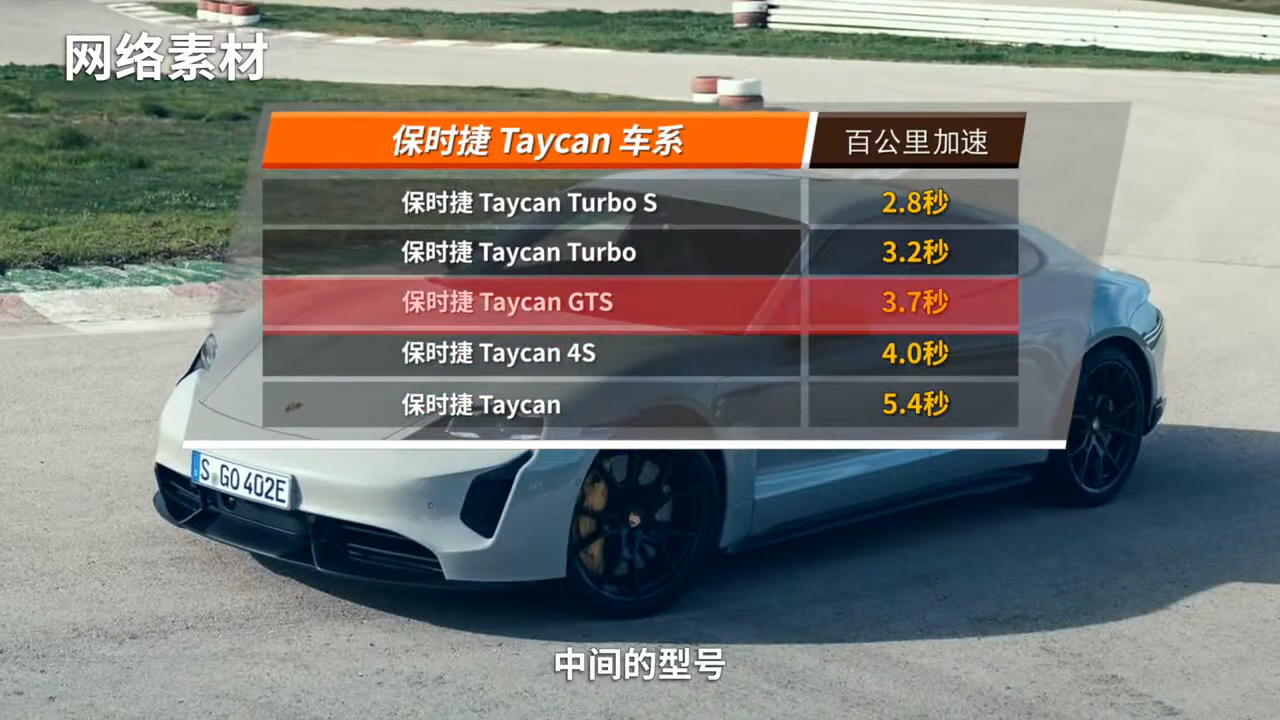 网络素材
保时捷 Taycan 车系 百公里加速
保时捷 Taycan Turbo S 2.8秒
保时捷 Taycan Turbo 3.2秒
保时捷 Taycan GTS 3.7秒
保时捷 Taycan 4S 4.0秒
保时捷 Taycan 5.4秒
S GO 402E
中间的型号